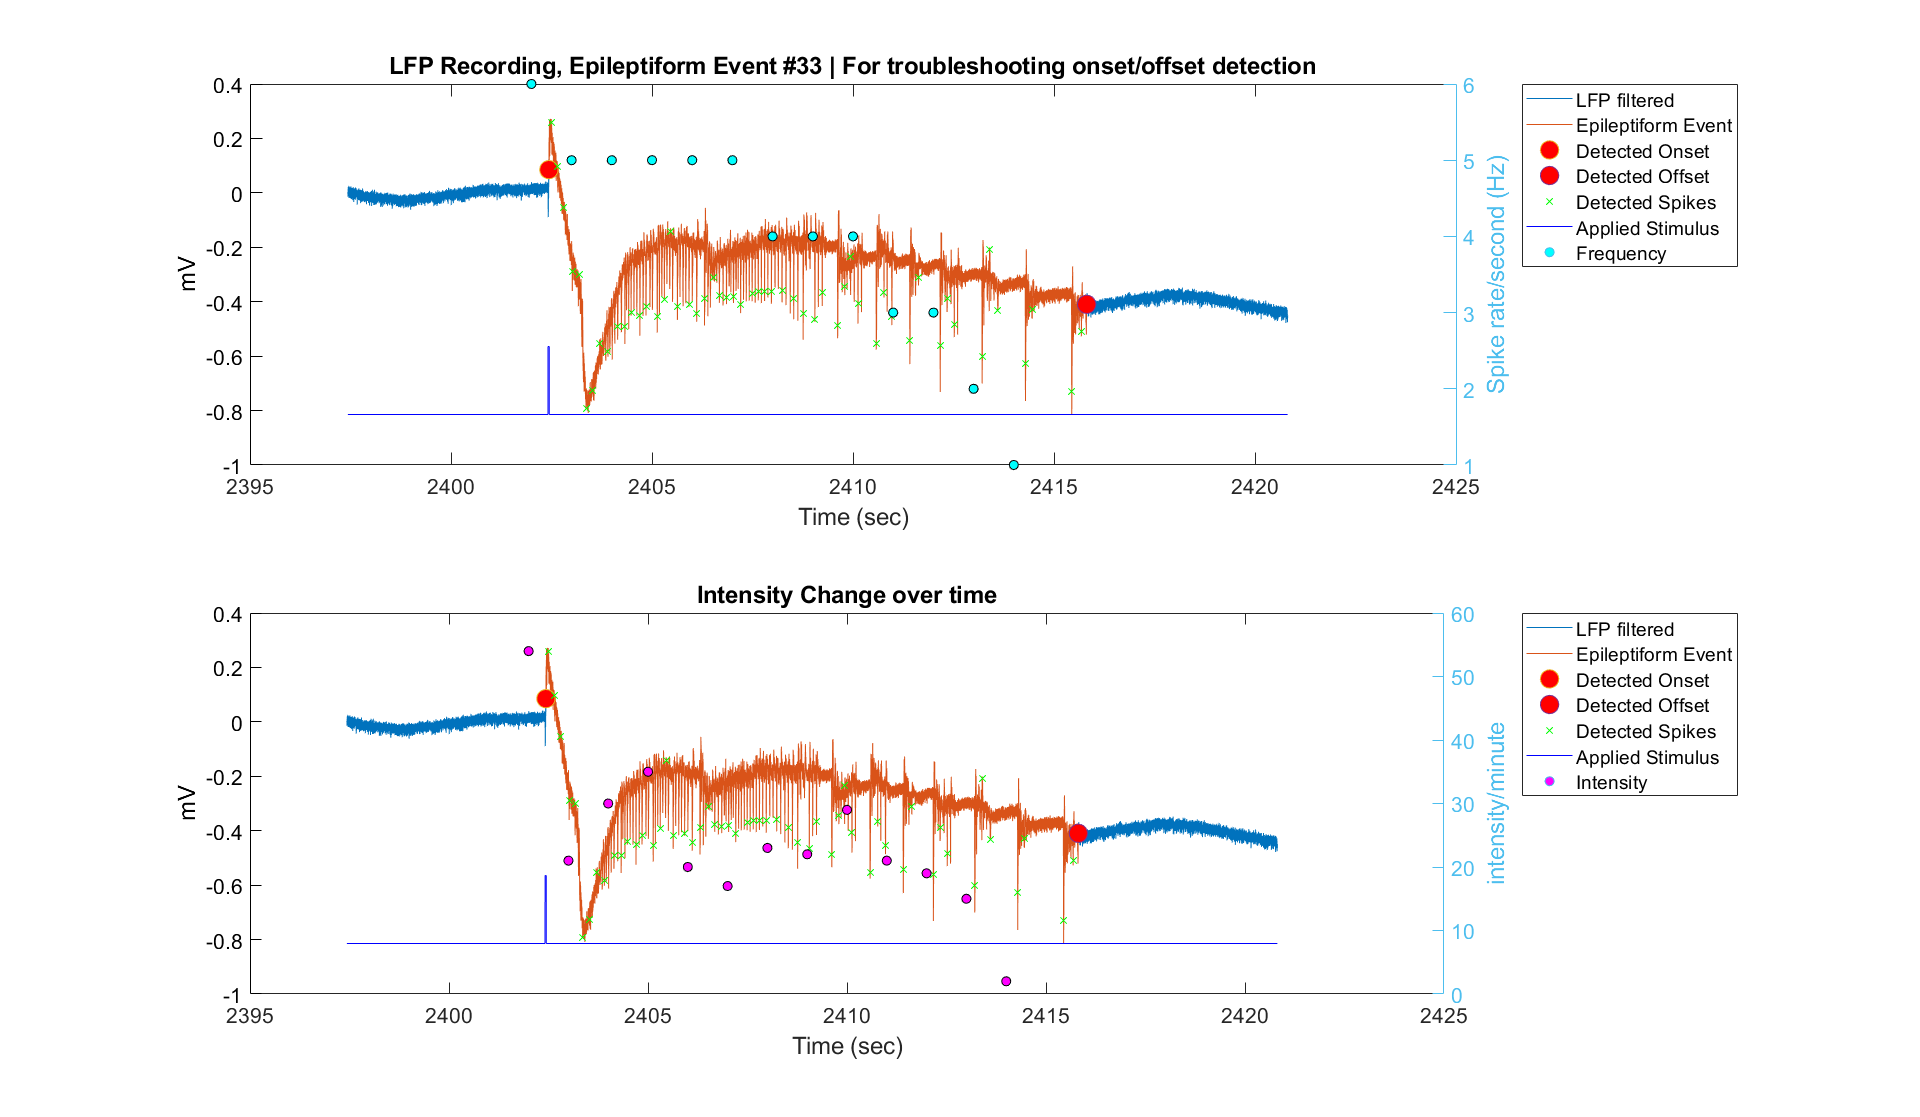 LFP Recording, Epileptiform Event #33 | For troubleshooting onset/offset detection
0.4
0.2
0
-0.2
-0.4
-0.6
-0.8
-1
mV
6
5
4
3
2
1
Spike rate/second (Hz)
2395 2400 2405 2410 2415 2420 2425
Time (sec)
LFP filtered
Epileptiform Event
Detected Onset
Detected Offset
Detected Spikes
Applied Stimulus
Frequency
Intensity Change over time
0.4
0.2
0
-0.2
-0.4
-0.6
-0.8
-1
mV
60
50
40
30
20
10
0
intensity/minute
2395 2400 2405 2410 2415 2420 2425
Time (sec)
LFP filtered
Epileptiform Event
Detected Onset
Detected Offset
Detected Spikes
Applied Stimulus
Intensity